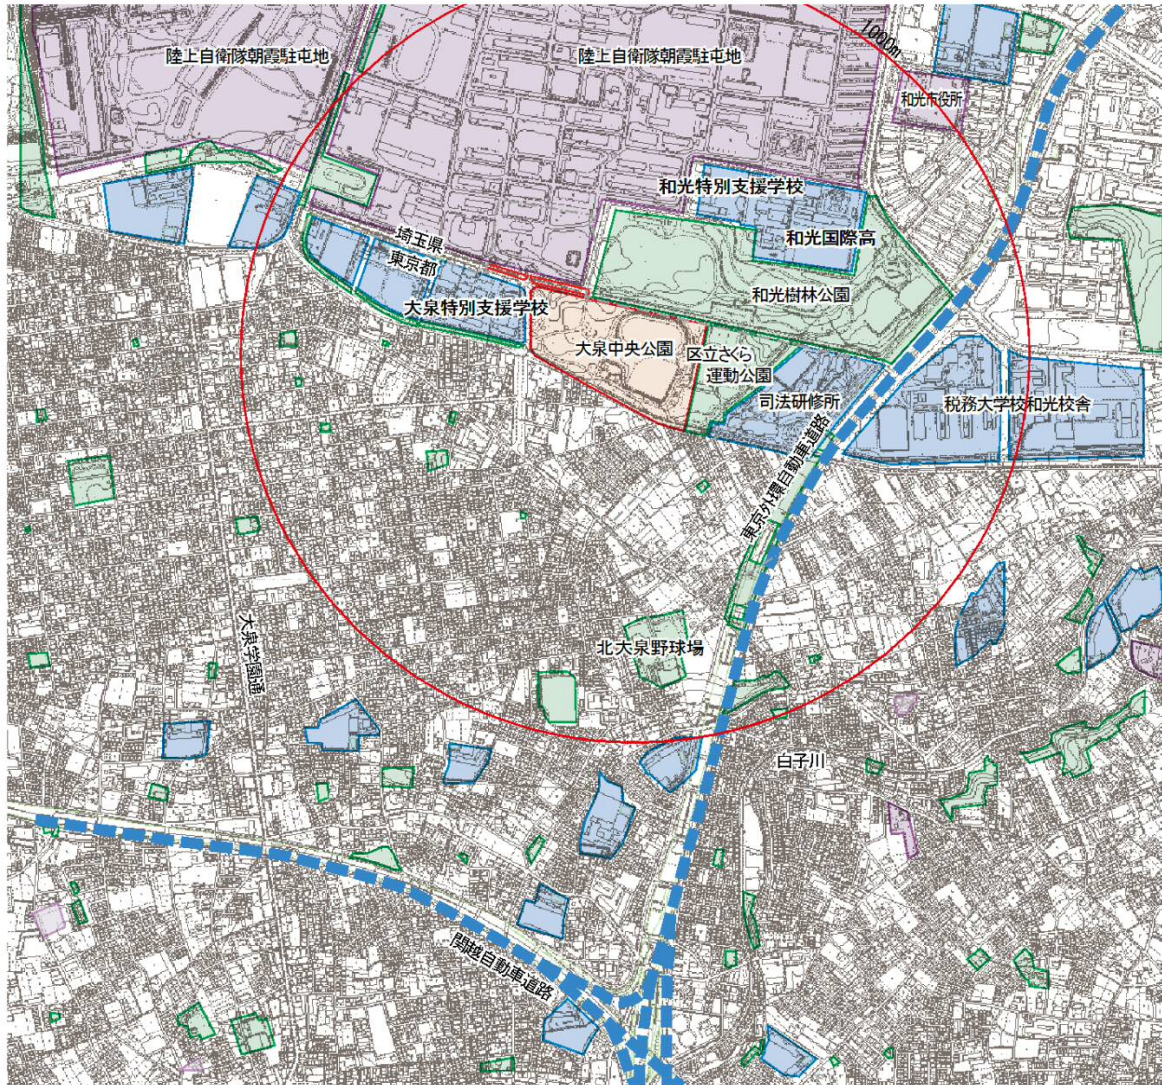 陸上自衛隊朝霞駐屯地
陸上自衛隊朝霞駐屯地
1000m
和光市役所
和光特別支援学校
和光国際高
埼玉県
東京都
和光樹林公園
大泉特別支援学校
大泉中央公園
区立さくら
運動公園
司法研修所
税務大学校和光校舎
東京外環自動車道路
北大泉野球場
大泉学園通
白子川
関越自動車道路